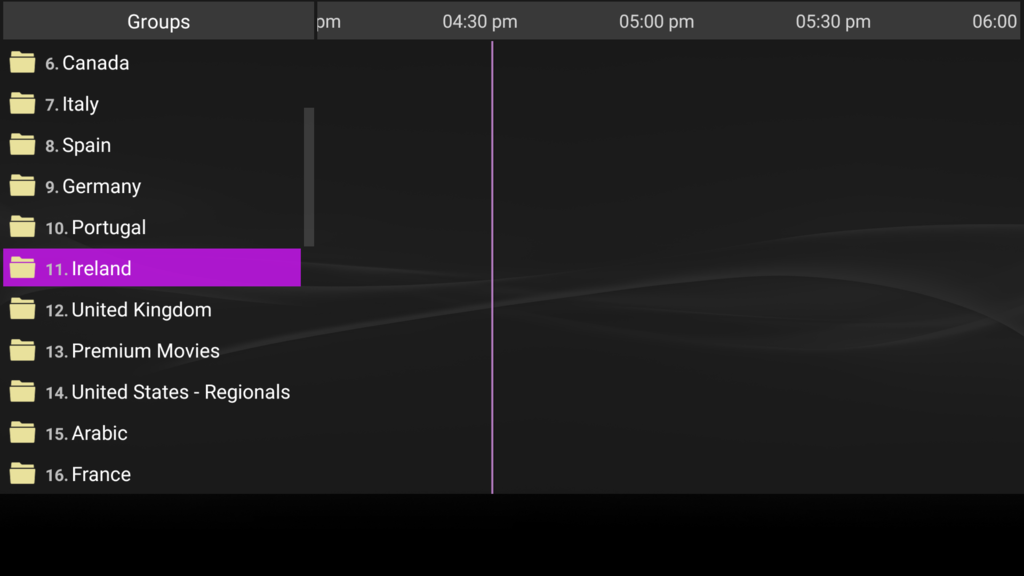 Groups
pm 04:30 pm 05:00 pm 05:30 pm 06:00
6. Canada
7. Italy
8. Spain
9. Germany
10. Portugal
11. Ireland
12. United Kingdom
13. Premium Movies
14. United States - Regionals
15. Arabic
16. France